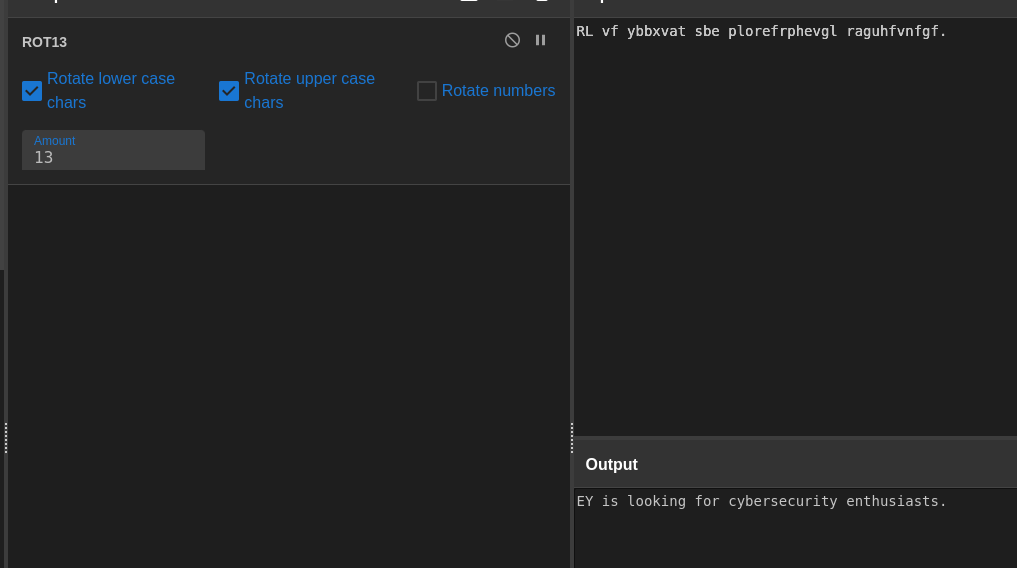 ROT13
Rotate lower case chars
Rotate upper case chars
Rotate numbers
Amount
13
RL vf ybbxvat sbe plorefrphevgl raguhfvnfgf.
Output
EY is looking for cybersecurity enthusiasts.